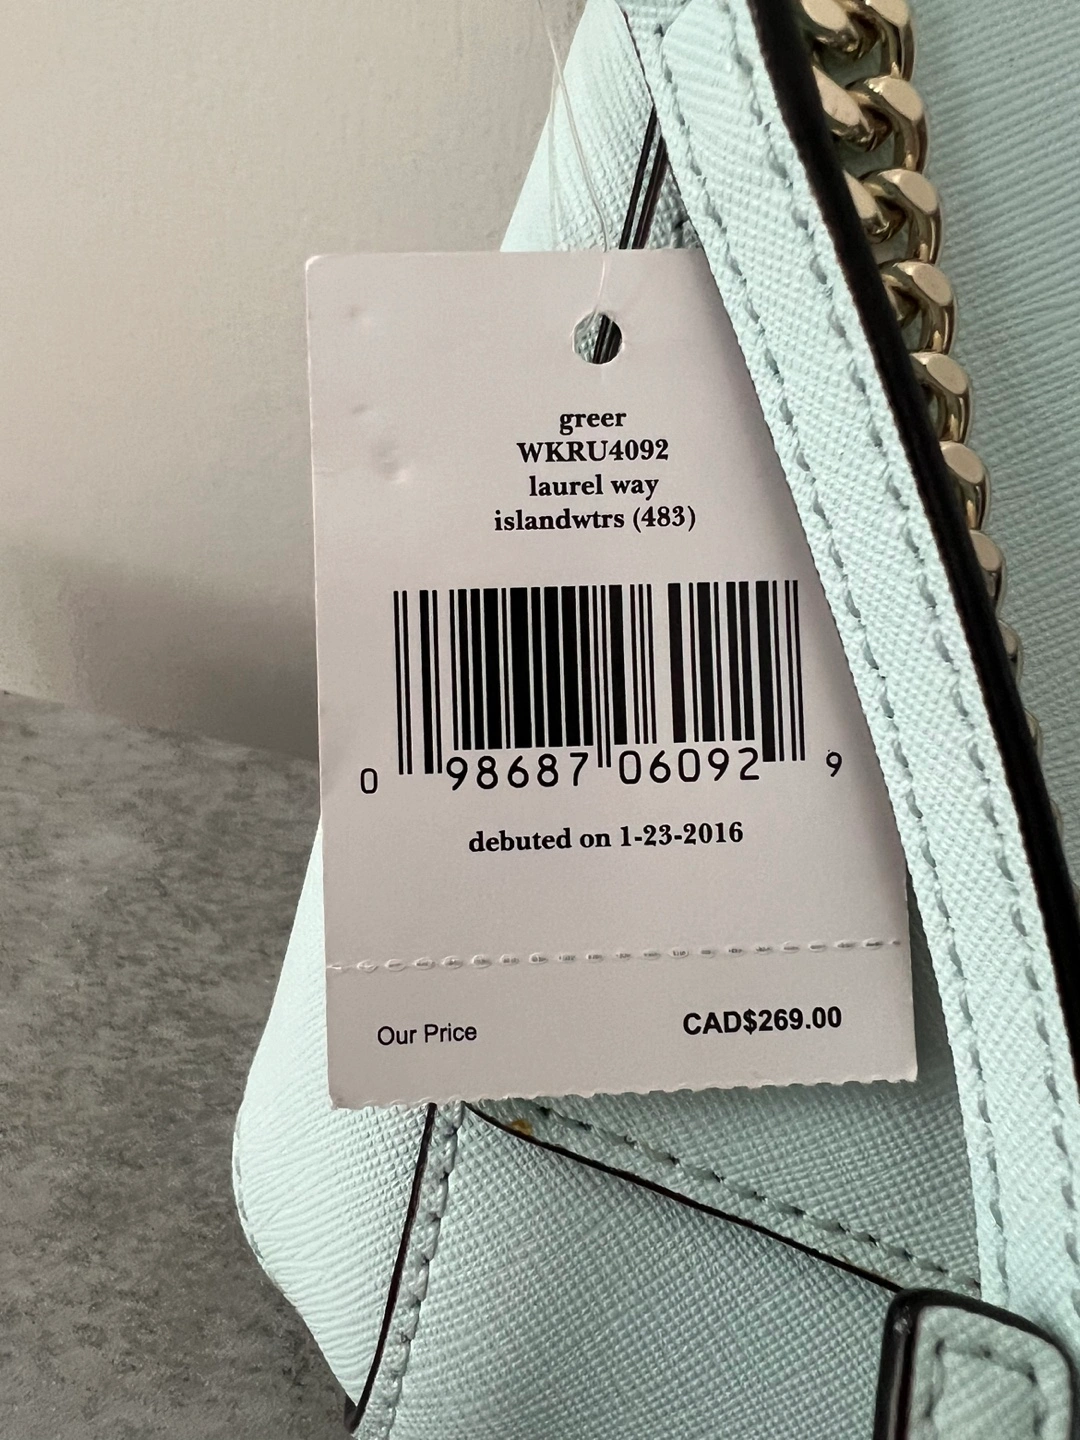 greer
WKRU4092
laurel way
islandwtrs (483)
0 98687 06092 9
debuted on 1-23-2016
Our Price CAD$269.00